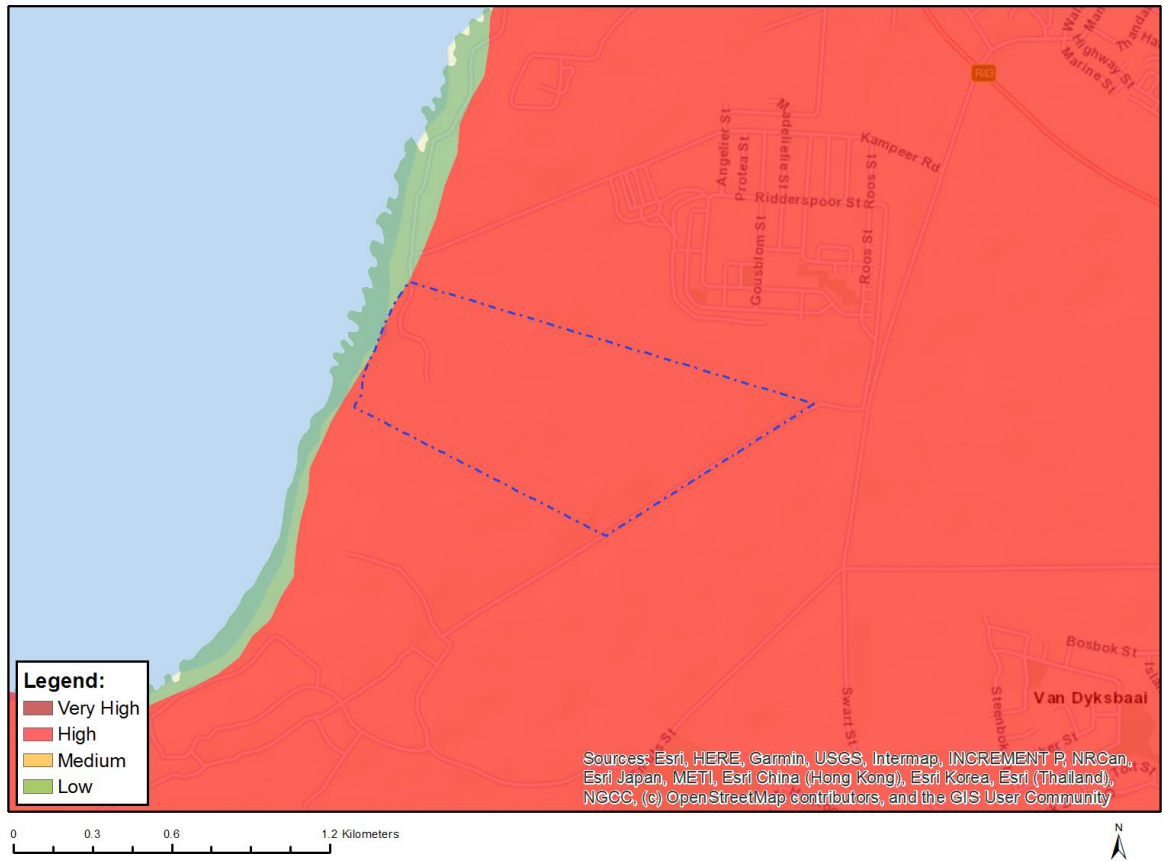 Highway St
Marine St
R43
Kampeer Rd
Angelier St
Protea St
Ridderspoor St
Roos St
Gousblom St
Roos St
Bosbok St
Van Dyksbaai
Swart St
Legend:
Very High
High
Medium
Low
Sources: Esri, HERE, Garmin, USGS, Intermap, INCREMENT P, NRCan,
Esri Japan, METI, Esri China (Hong Kong), Esri Korea, Esri (Thailand),
NGCC, (c) OpenStreetMap contributors, and the GIS User Community
0 0.3 0.6 1.2 Kilometers
N